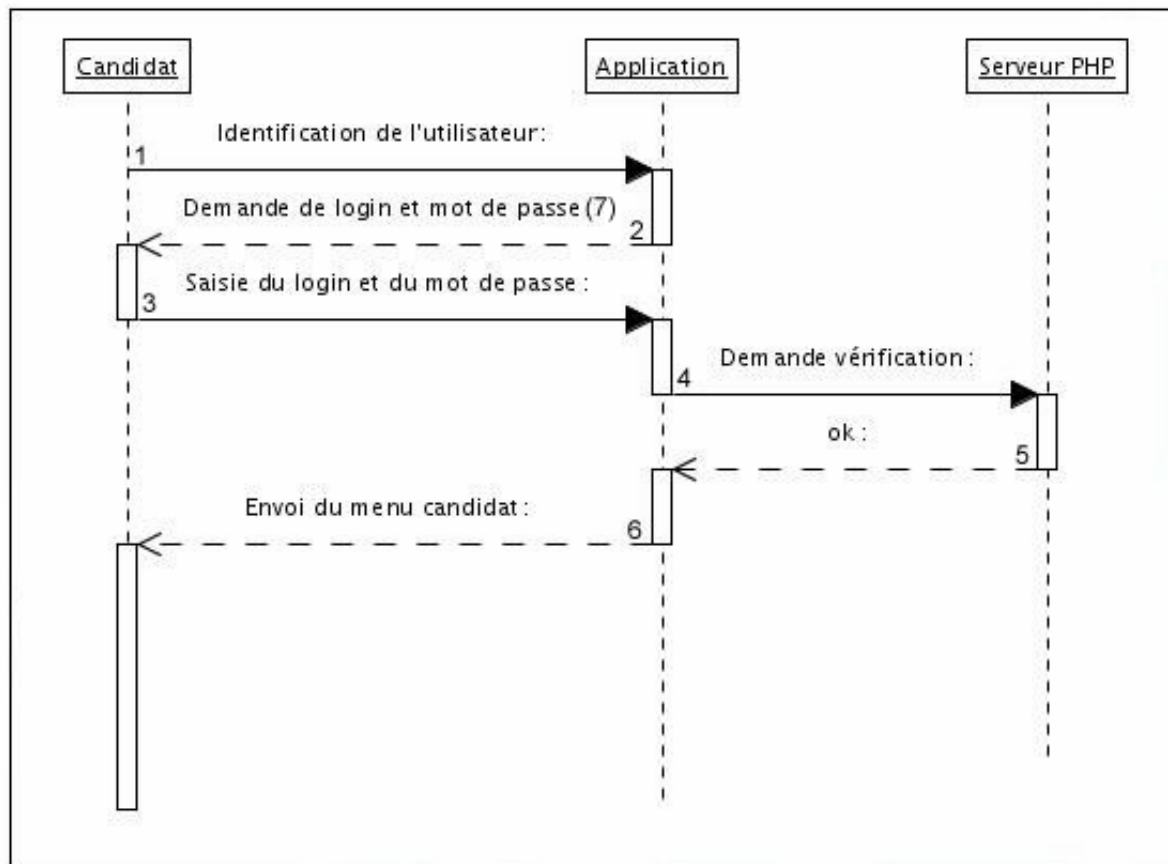 Candidat
Application
Serveur PHP
Identification de l'utilisateur:
1
Demande de login et mot de passe(7)
2
Saisie du login et du mot de passe :
3
Demande vérification :
4
ok :
5
Envoi du menu candidat :
6